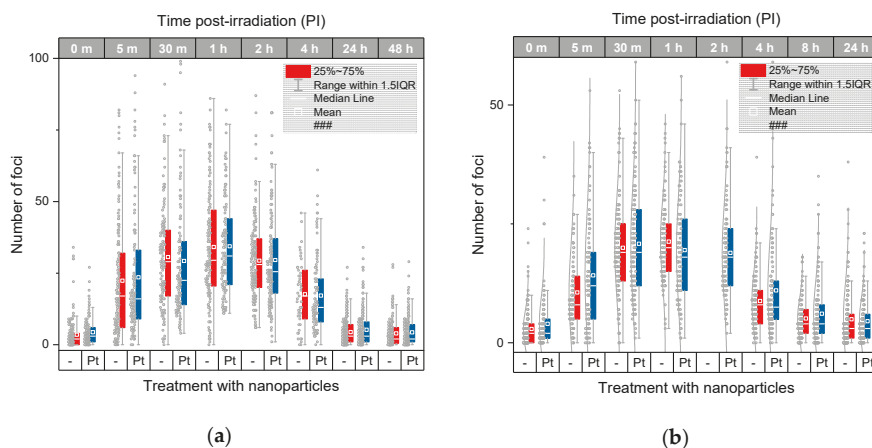 Time post-irradiation (PI)
0 m 5 m 30 m 1 h 2 h 4 h 24 h 48 h
100
50
0
Number of foci
25%~75%
Range within 1.5IQR
Median Line
Mean
###
- Pt - Pt - Pt - Pt - Pt - Pt - Pt - Pt
Treatment with nanoparticles
(a)
Time post-irradiation (PI)
0 m 5 m 30 m 1 h 2 h 4 h 8 h 24 h
50
0
Number of foci
25%~75%
Range within 1.5IQR
Median Line
Mean
###
- Pt - Pt - Pt - Pt - Pt - Pt - Pt - Pt
Treatment with nanoparticles
(b)